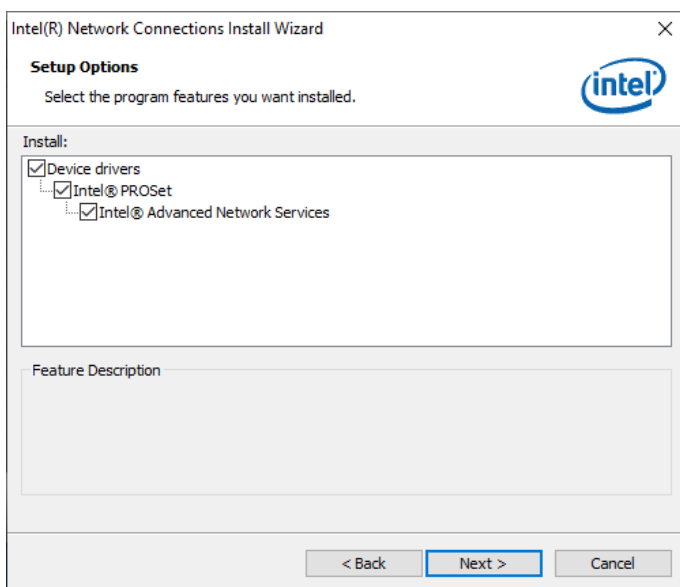 Intel(R) Network Connections Install Wizard
Setup Options
Select the program features you want installed.
intel
Install:
Device drivers
Intel® PROSet
Intel® Advanced Network Services
Feature Description
< Back
Next >
Cancel